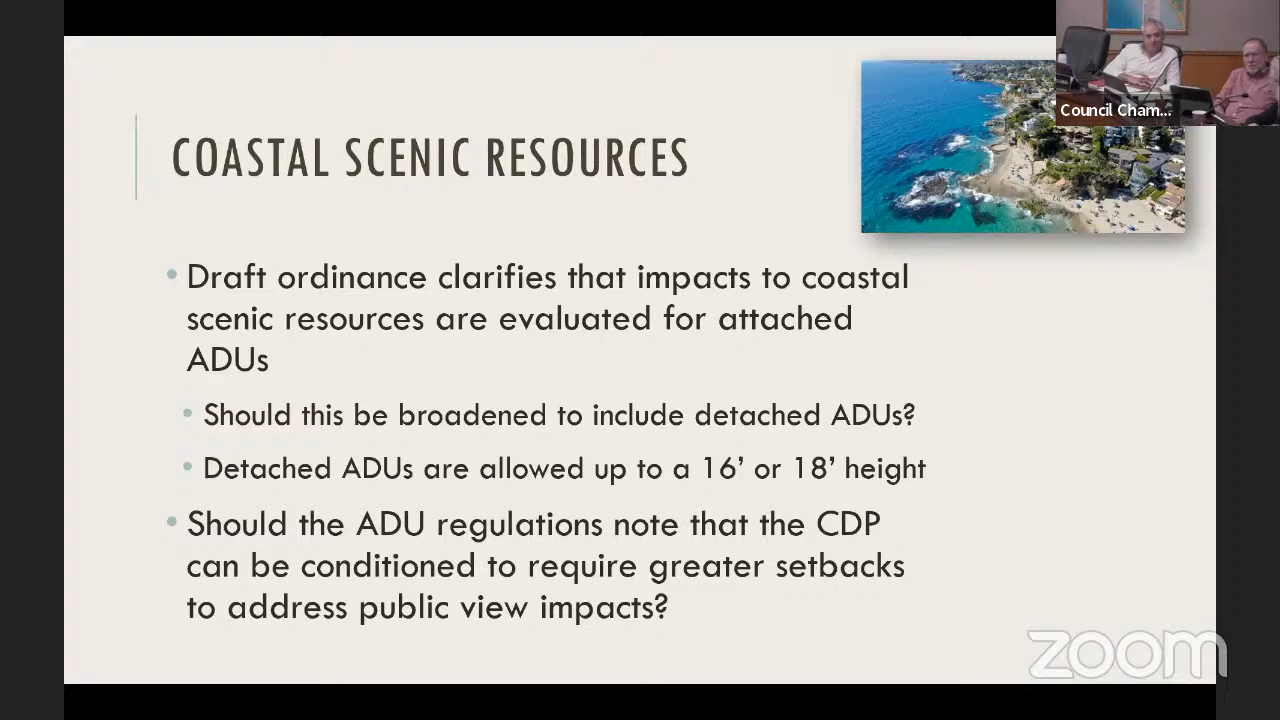 Council Cham...
COASTAL SCENIC RESOURCES
• Draft ordinance clarifies that impacts to coastal
scenic resources are evaluated for attached
ADUs
• Should this be broadened to include detached ADUs?
• Detached ADUs are allowed up to a 16’ or 18’ height
• Should the ADU regulations note that the CDP
can be conditioned to require greater setbacks
to address public view impacts?
zoom